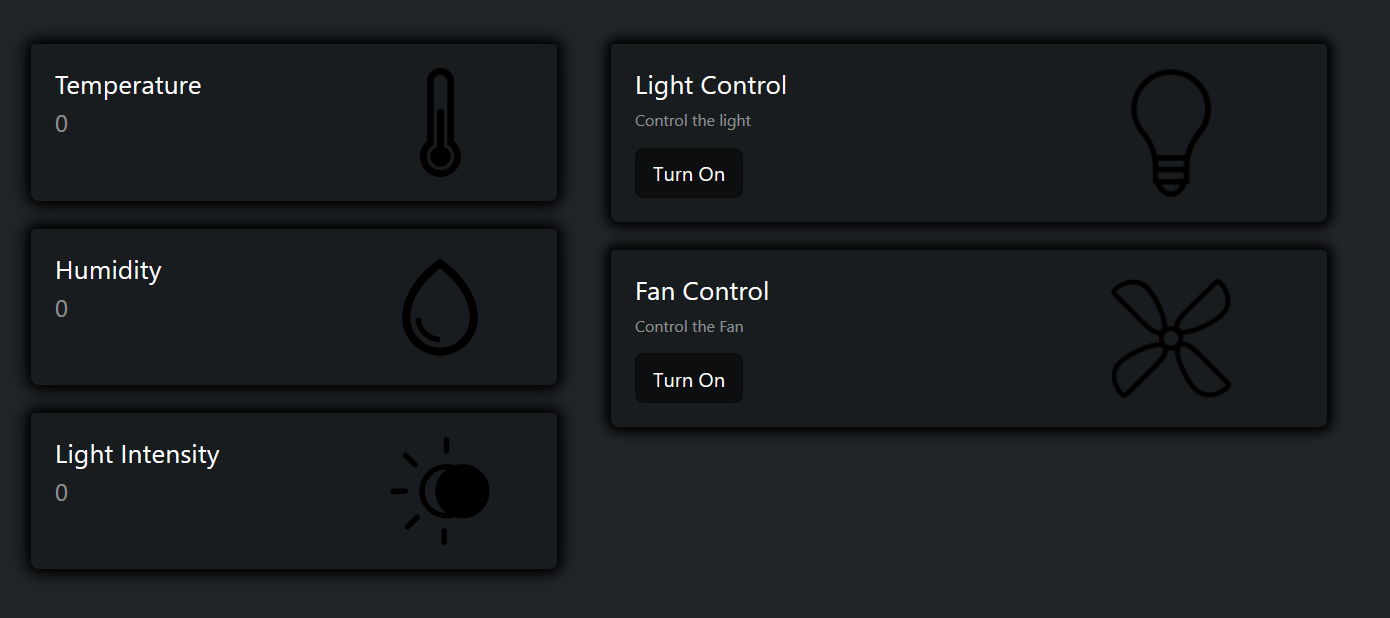 Temperature
0
Humidity
0
Light Intensity
0
Light Control
Control the light
Turn On
Fan Control
Control the Fan
Turn On